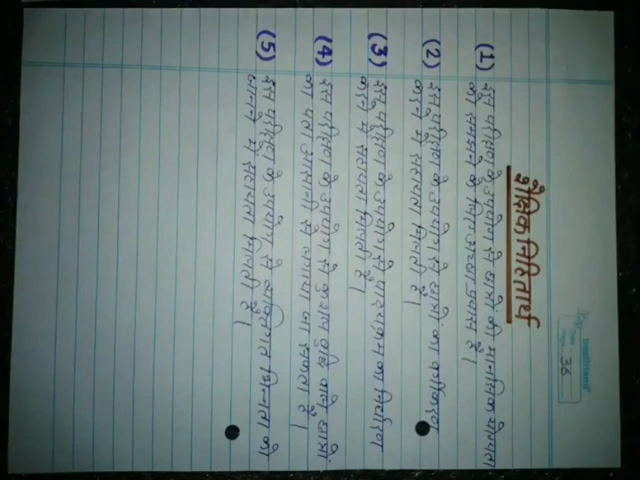 36
शैक्षिक निहितार्थ
(1) इस परीक्षण के उपयोग से छात्रों की मानसिक योग्यता
को समझने के लिए अच्छा प्रयास है।
(2) इस परीक्षण के उपयोग से छात्रों का वर्गीकरण
करने में सहायता मिलती है।
(3) इस परीक्षण के उपयोग से पाठ्यक्रम का निर्धारण
करने में सहायता मिलती है।
(4) इस परीक्षण के उपयोग से कुशाग्र बुद्धि वाले छात्रों
का पता आसानी से लगाया जा सकता है।
(5) इस परीक्षण के उपयोग से व्यक्तिगत भिन्नता को
जानने में सहायता मिलती है।